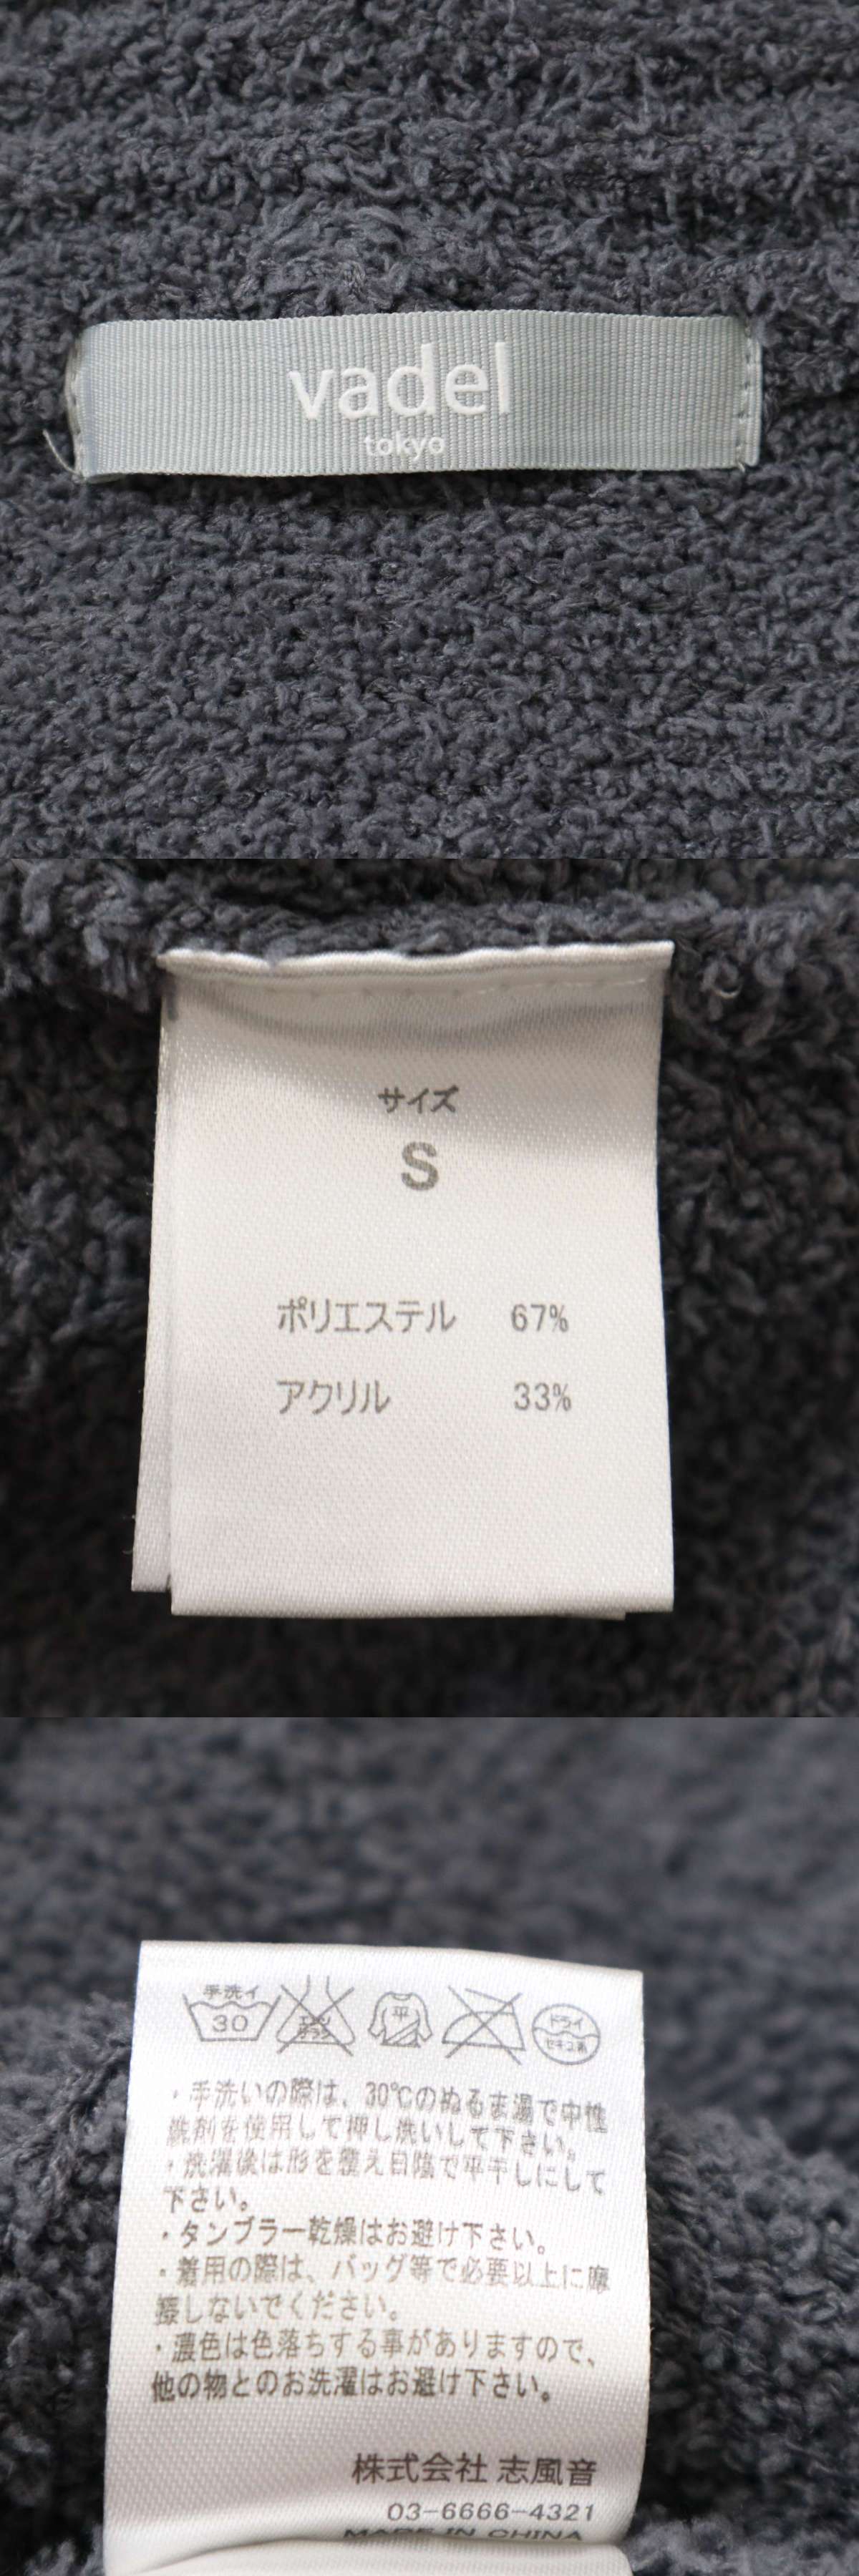 vadel
tokyo
サイズ
S
ポリエステル 67%
アクリル 33%
手洗イ
30
エンソ
サラシ
平
ドライ
セキユ系
・手洗いの際は、30℃のぬるま湯で中性
洗剤を使用して押し洗いして下さい。
・洗濯後は形を整え日陰で平干しにして
下さい。
・タンブラー乾燥はお避け下さい。
・着用の際は、バッグ等で必要以上に摩
擦しないでください。
・濃色は色落ちする事がありますので、
他の物とのお洗濯はお避け下さい。
株式会社 志風音
03-6666-4321
MADE IN CHINA